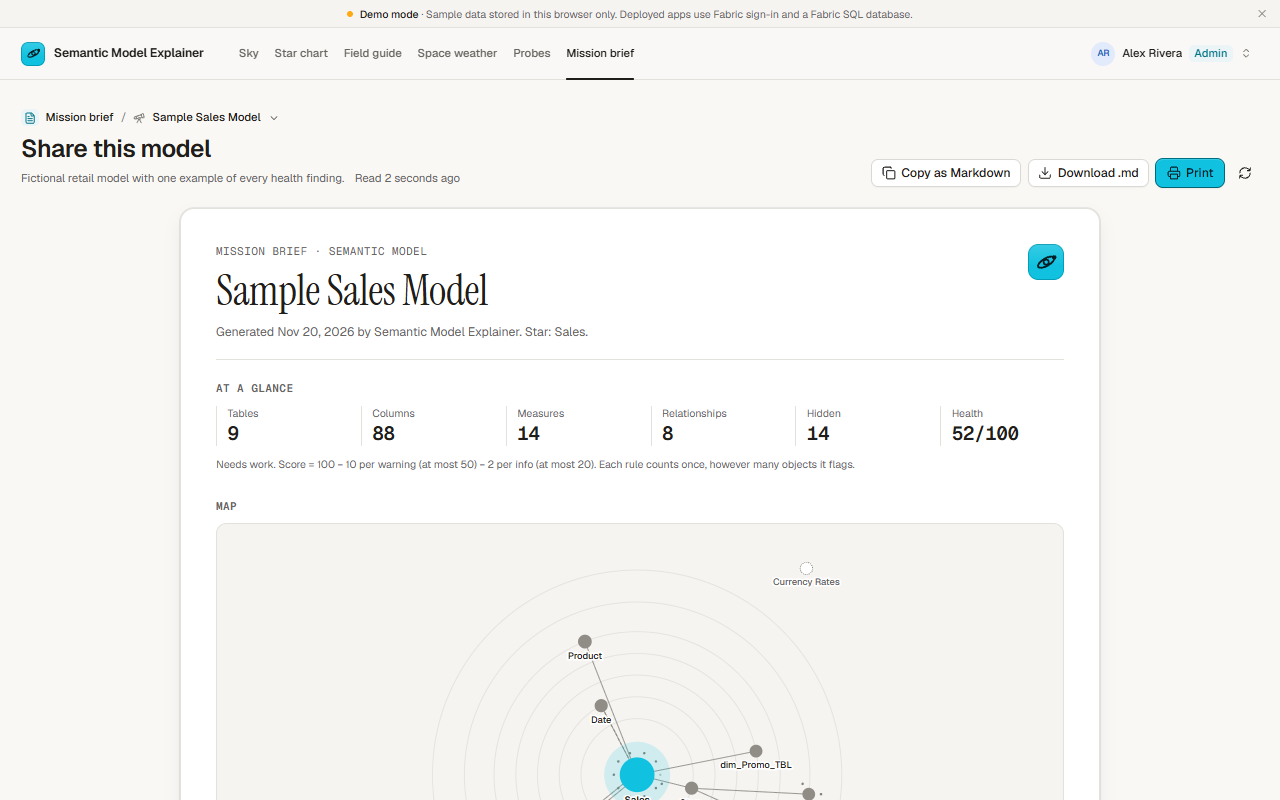 Demo mode · Sample data stored in this browser only. Deployed apps use Fabric sign-in and a Fabric SQL database.
Semantic Model Explainer
Sky
Star chart
Field guide
Space weather
Probes
Mission brief
AR
Alex Rivera
Admin
Mission brief / Sample Sales Model
Share this model
Fictional retail model with one example of every health finding. Read 2 seconds ago
Copy as Markdown
Download .md
Print
MISSION BRIEF · SEMANTIC MODEL
Sample Sales Model
Generated Nov 20, 2026 by Semantic Model Explainer. Star: Sales.
AT A GLANCE
Tables
9
Columns
88
Measures
14
Relationships
8
Hidden
14
Health
52/100
Needs work. Score = 100 − 10 per warning (at most 50) − 2 per info (at most 20). Each rule counts once, however many objects it flags.
MAP
Currency Rates
Product
Date
dim_Promo_TBL
Sales